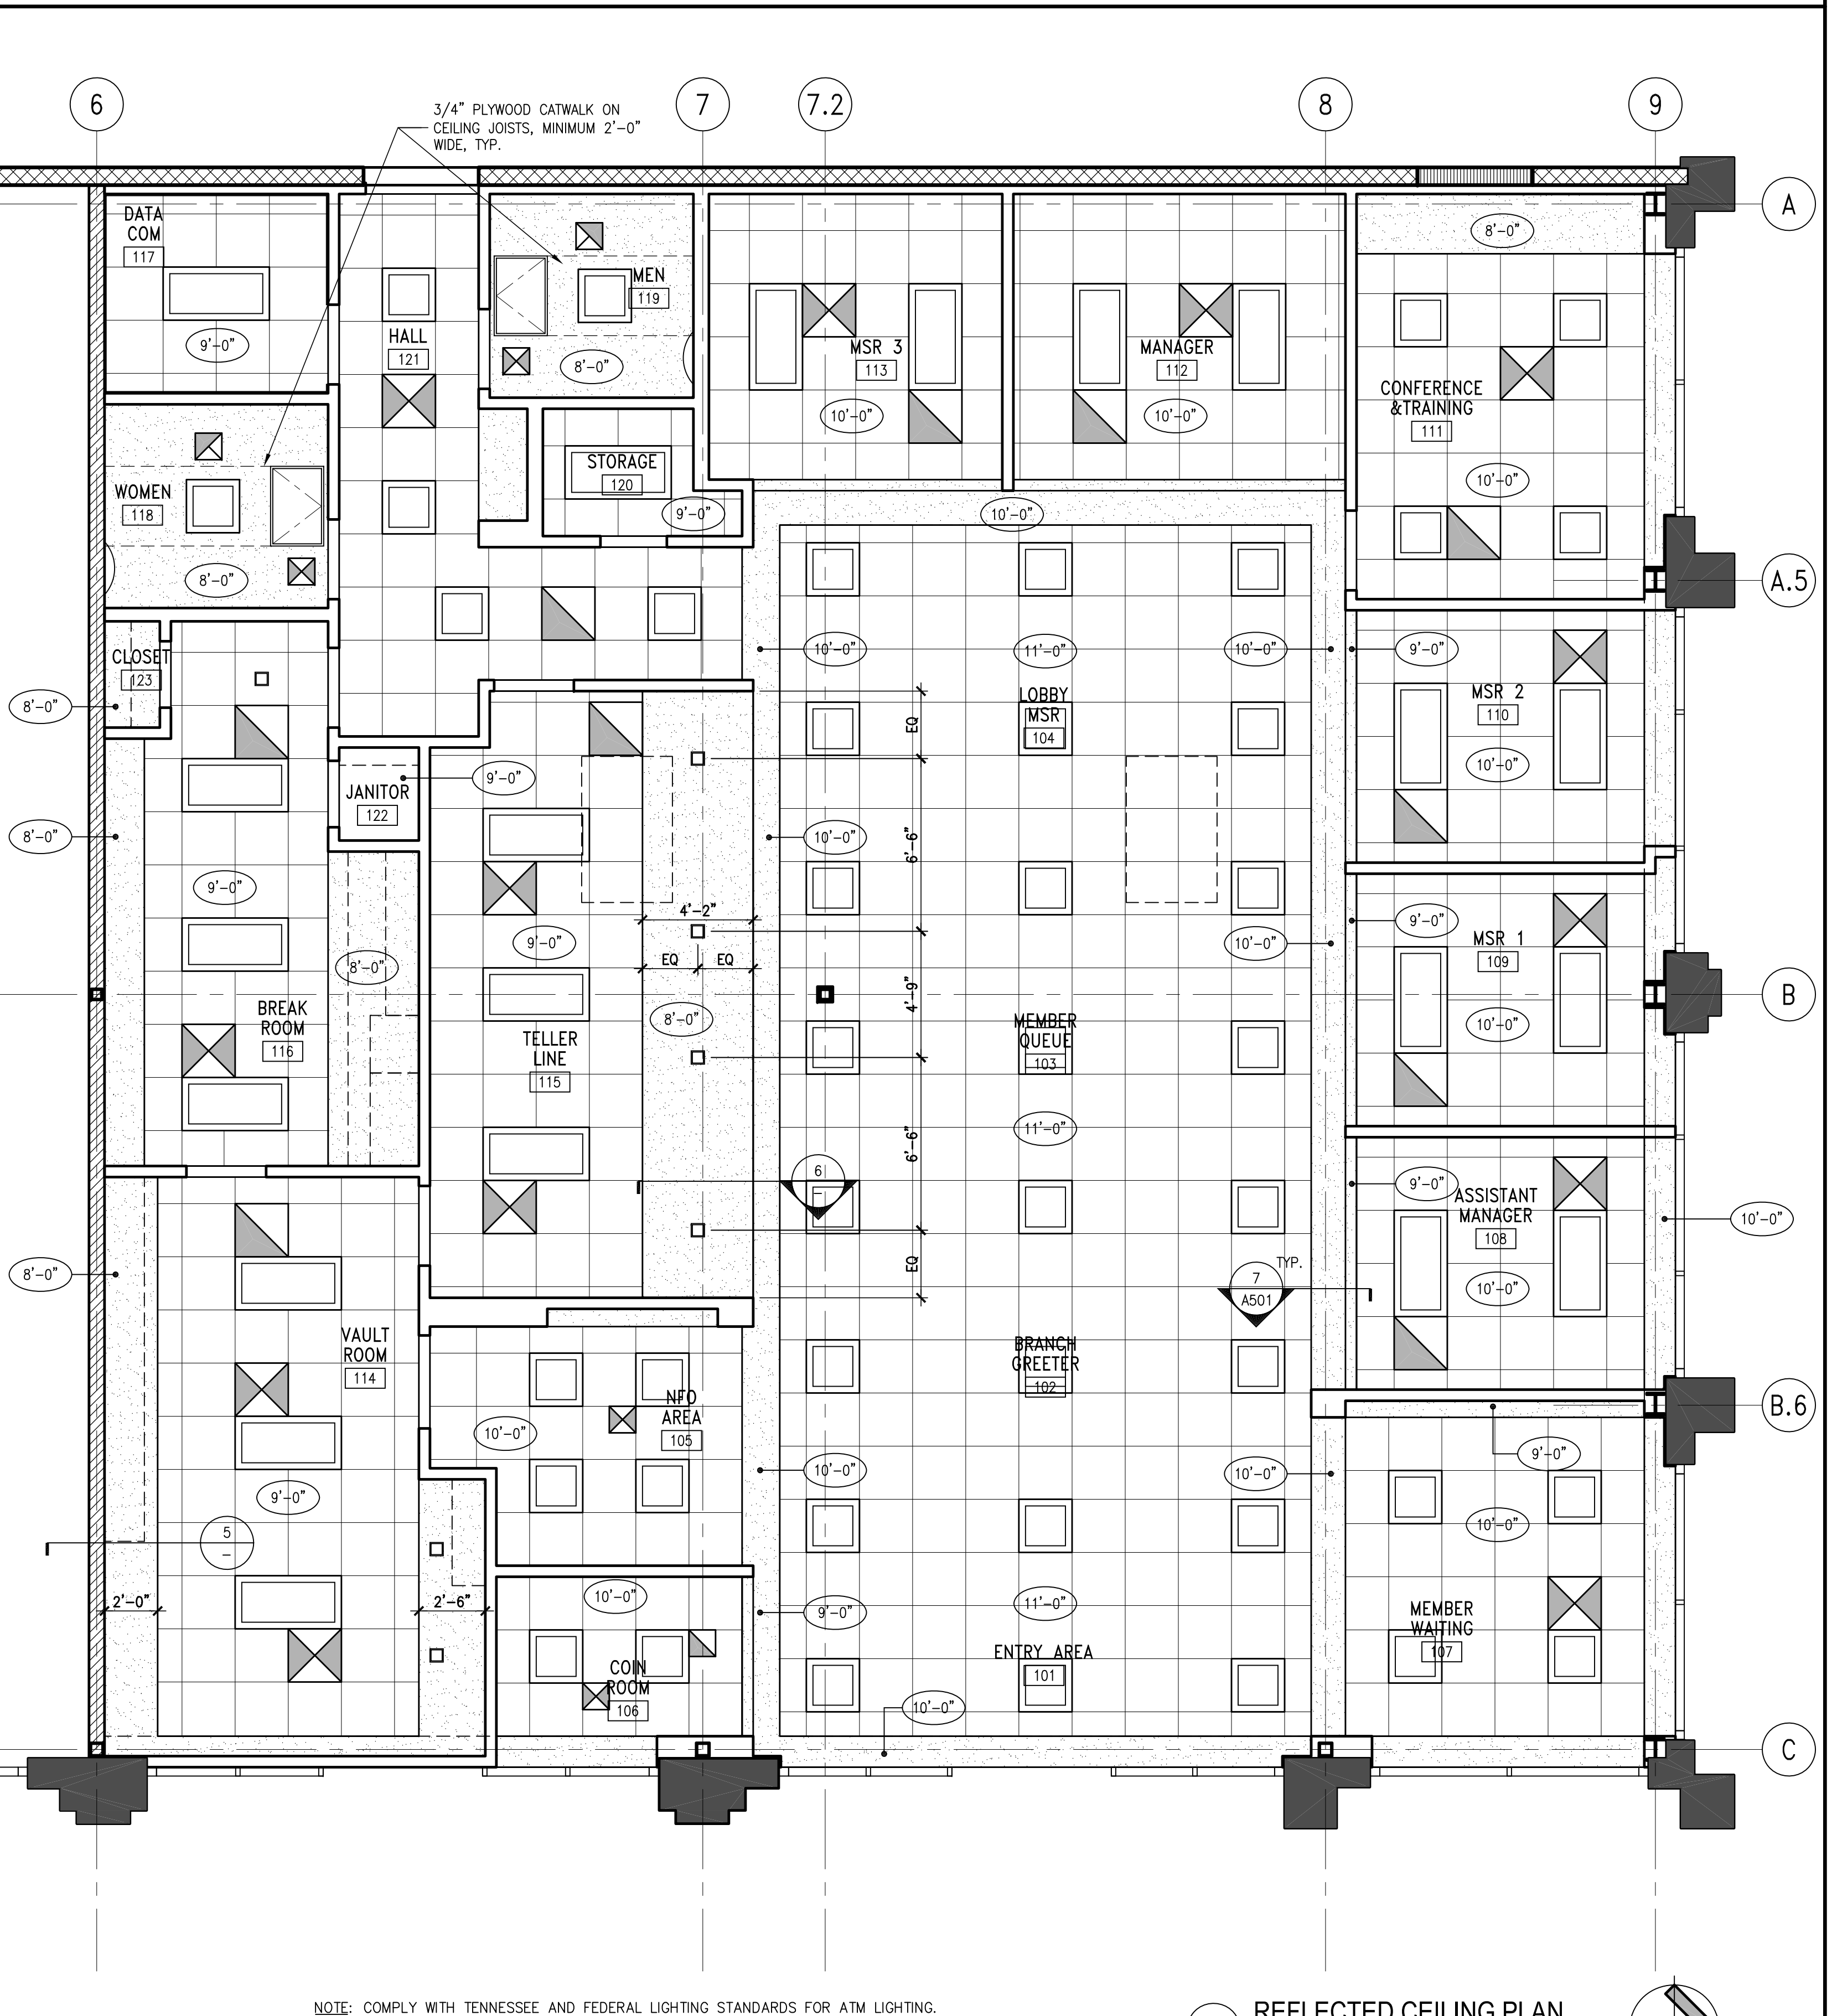 6
7
7.2
8
9
3/4" PLYWOOD CATWALK ON
CEILING JOISTS, MINIMUM 2'-0"
WIDE, TYP.
A
A.5
B
B.6
C
DATA
COM
117
9'-0"
HALL
121
MEN
119
8'-0"
MSR 3
113
10'-0"
MANAGER
112
10'-0"
8'-0"
CONFERENCE
&TRAINING
111
10'-0"
WOMEN
118
8'-0"
STORAGE
120
9'-0"
10'-0"
CLOSET
123
8'-0"
10'-0"
11'-0"
10'-0"
9'-0"
LOBBY
MSR
104
MSR 2
110
10'-0"
EQ
JANITOR
122
9'-0"
8'-0"
10'-0"
6'-6"
9'-0"
4'-2"
9'-0"
EQ
EQ
8'-0"
8'-0"
10'-0"
9'-0"
MSR 1
109
10'-0"
4'-9"
BREAK
ROOM
116
TELLER
LINE
115
MEMBER
QUEUE
103
11'-0"
6'-6"
6
–
9'-0"
ASSISTANT
MANAGER
108
10'-0"
10'-0"
8'-0"
EQ
TYP.
7
A501
VAULT
ROOM
114
NFO
AREA
105
10'-0"
BRANCH
GREETER
102
10'-0"
10'-0"
9'-0"
9'-0"
10'-0"
5
–
2'-0"
2'-6"
10'-0"
9'-0"
11'-0"
MEMBER
WAITING
107
COIN
ROOM
106
ENTRY AREA
101
10'-0"
NOTE: COMPLY WITH TENNESSEE AND FEDERAL LIGHTING STANDARDS FOR ATM LIGHTING.
REFLECTED CEILING PLAN